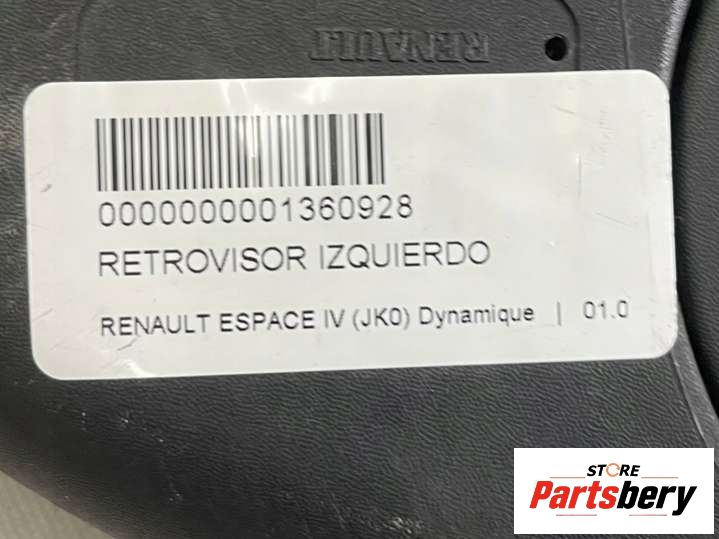 RENAULT
0000000001360928
RETROVISOR IZQUIERDO
RENAULT ESPACE IV (JK0) Dynamique | 01.0
STORE
Partsbery